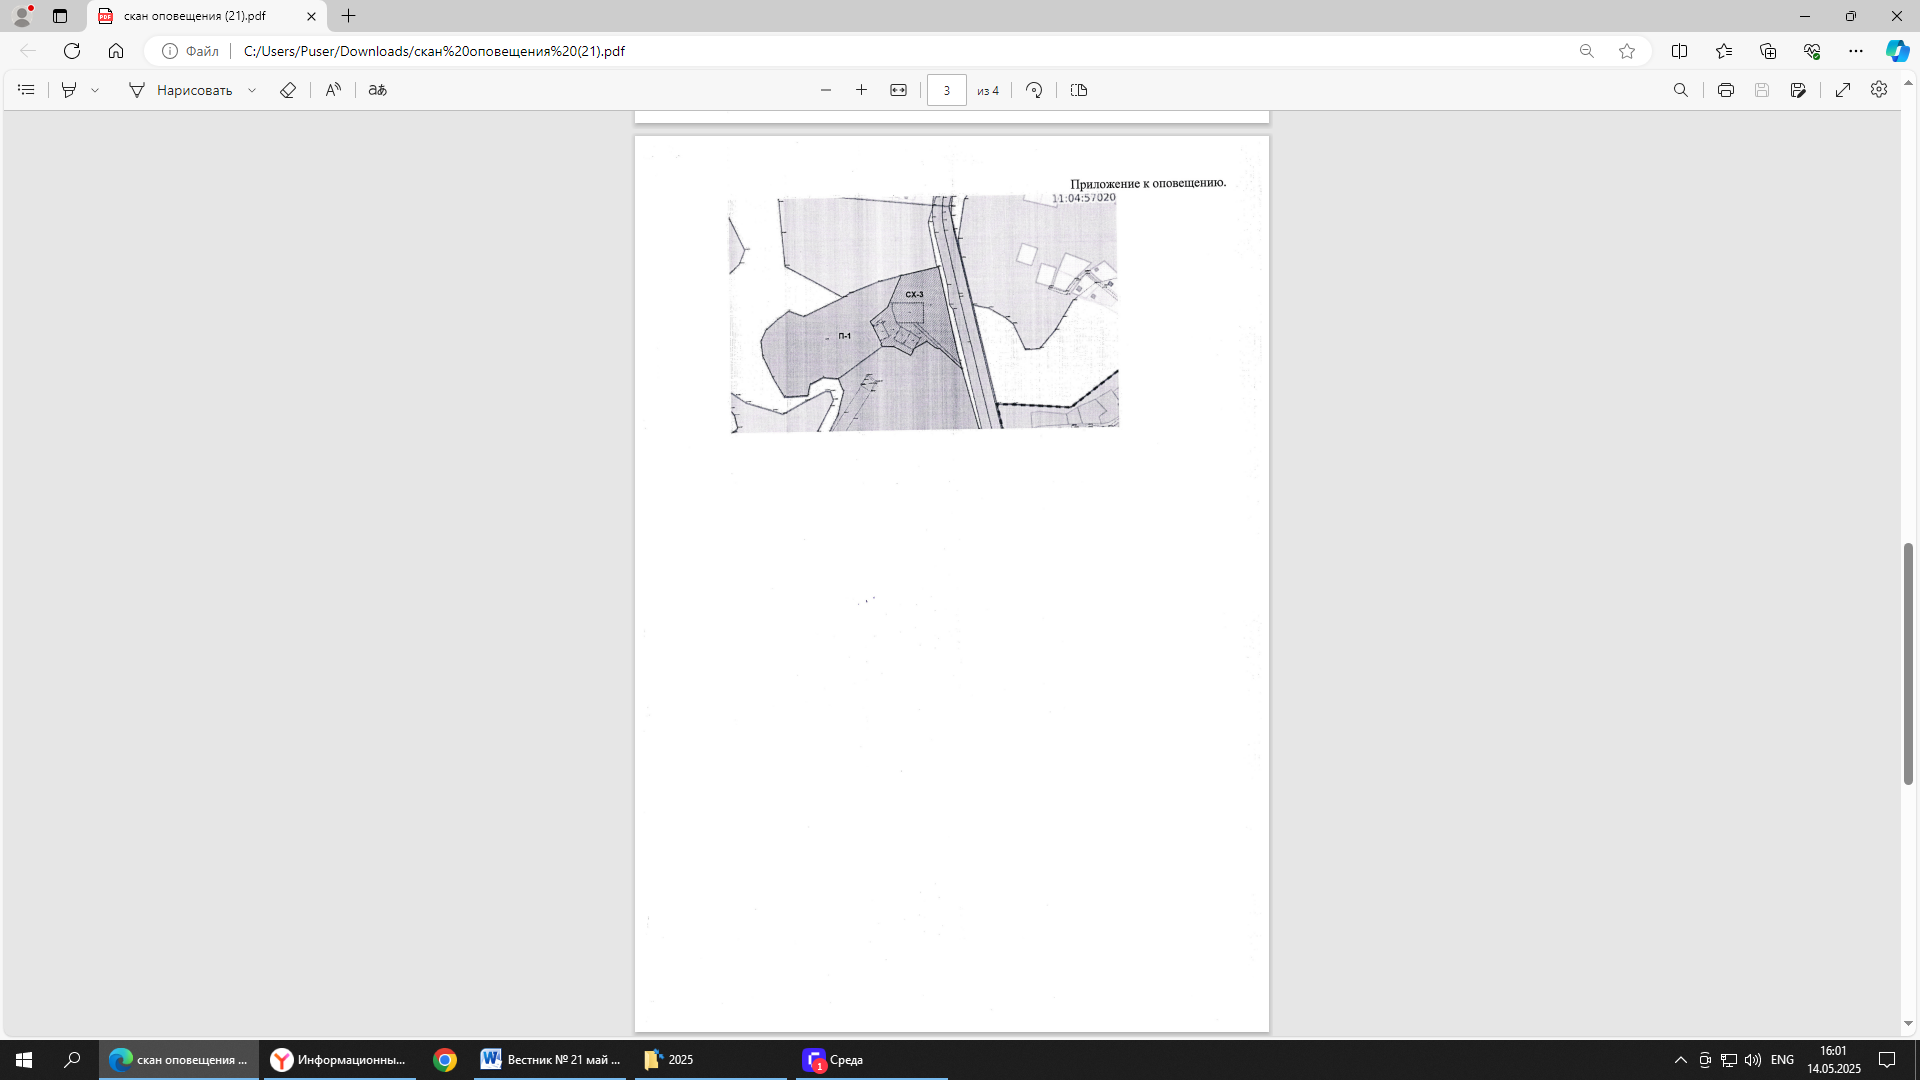 скан оповещения (21).pdf
Файл
C:/Users/Puser/Downloads/скан%20оповещения%20(21).pdf
Нарисовать
3
из 4
Приложение к оповещению.
11:04:57020
СХ-3
П-1
скан оповещения ...
Информационны...
Вестник № 21 май ...
2025
1
Среда
ENG
16:01
14.05.2025